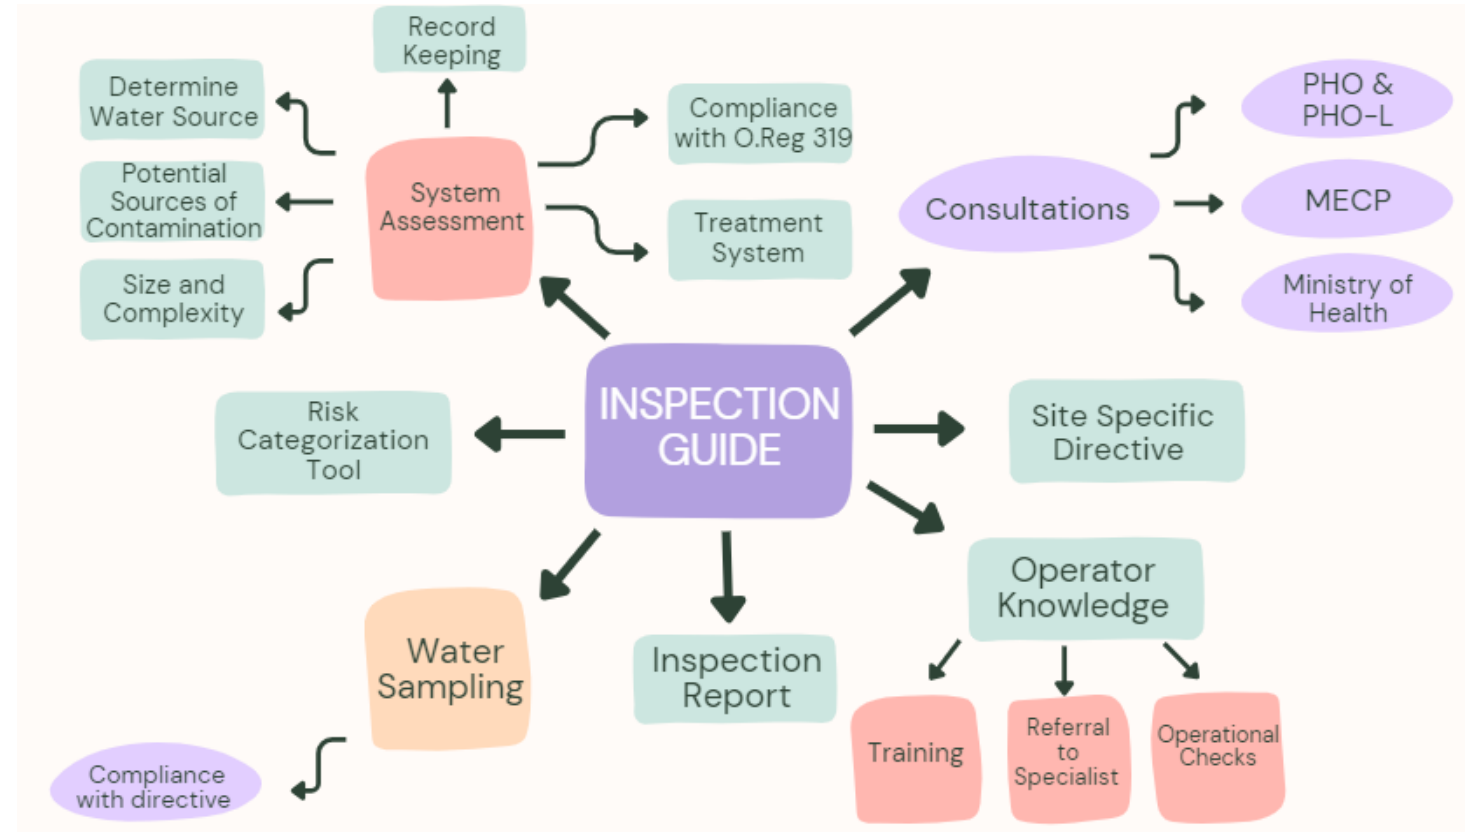 Record
Keeping
Determine
Water Source
Potential
Sources of
Contamination
Size and
Complexity
System
Assessment
Compliance
with O.Reg 319
Treatment
System
Consultations
PHO &
PHO-L
MECP
Ministry of
Health
INSPECTION
GUIDE
Risk
Categorization
Tool
Site Specific
Directive
Operator
Knowledge
Water
Sampling
Inspection
Report
Training
Referral
to
Specialist
Operational
Checks
Compliance
with directive